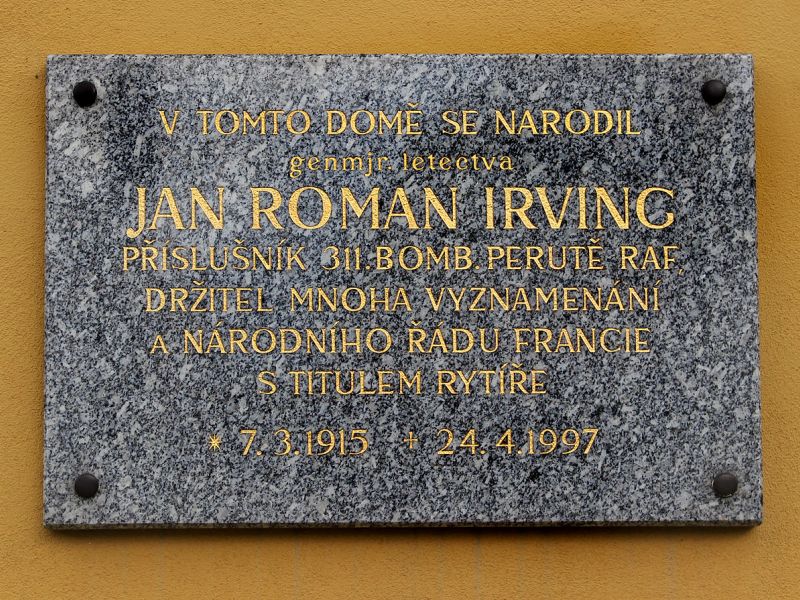 V TOMTO DOMĚ SE NARODIL
genmjr. letectva
JAN ROMAN IRVING
PŘÍSLUŠNÍK 311.BOMB.PERUTĚ RAF,
DRŽITEL MNOHA VYZNAMENÁNÍ
A NÁRODNÍHO ŘÁDU FRANCIE
S TITULEM RYTÍŘE
* 7. 3.1915 + 24. 4.1997